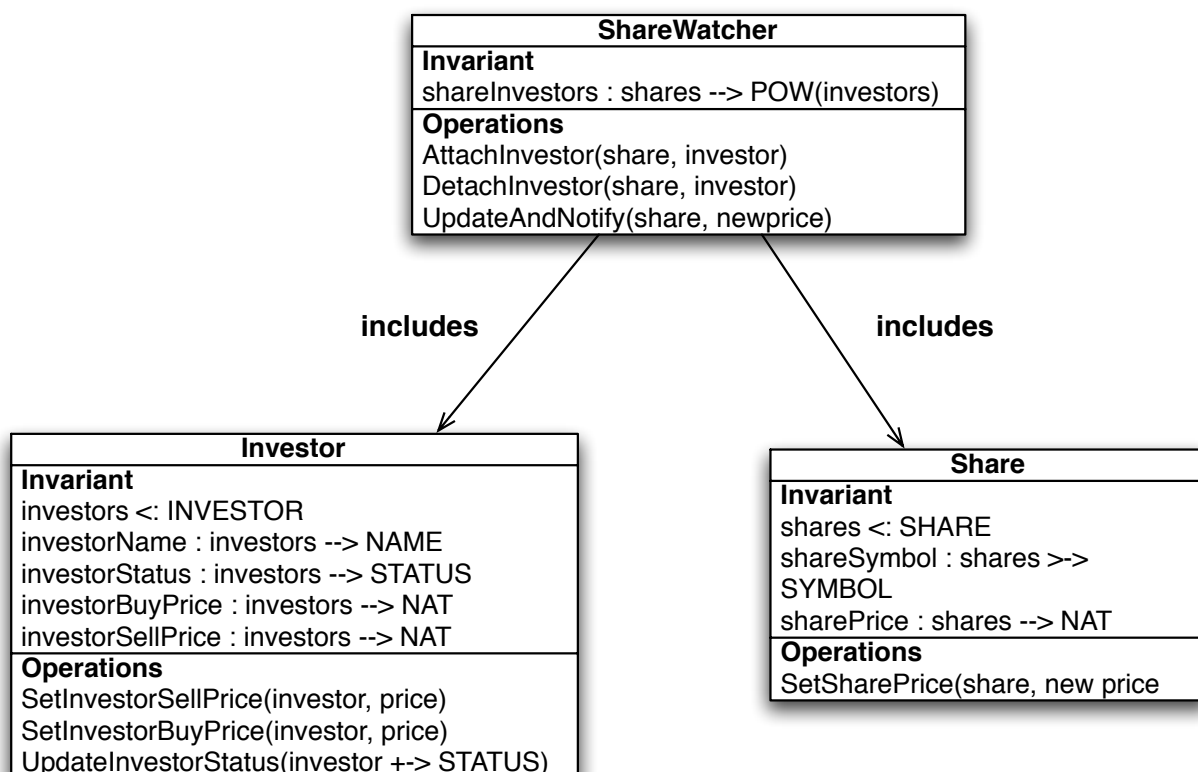 ShareWatcher
Invariant
shareInvestors : shares --> POW(investors)
Operations
AttachInvestor(share, investor)
DetachInvestor(share, investor)
UpdateAndNotify(share, newprice)
includes
includes
Investor
Invariant
investors <: INVESTOR
investorName : investors --> NAME
investorStatus : investors --> STATUS
investorBuyPrice : investors --> NAT
investorSellPrice : investors --> NAT
Operations
SetInvestorSellPrice(investor, price)
SetInvestorBuyPrice(investor, price)
UpdateInvestorStatus(investor +-> STATUS)
Share
Invariant
shares <: SHARE
shareSymbol : shares >->
SYMBOL
sharePrice : shares --> NAT
Operations
SetSharePrice(share, new price